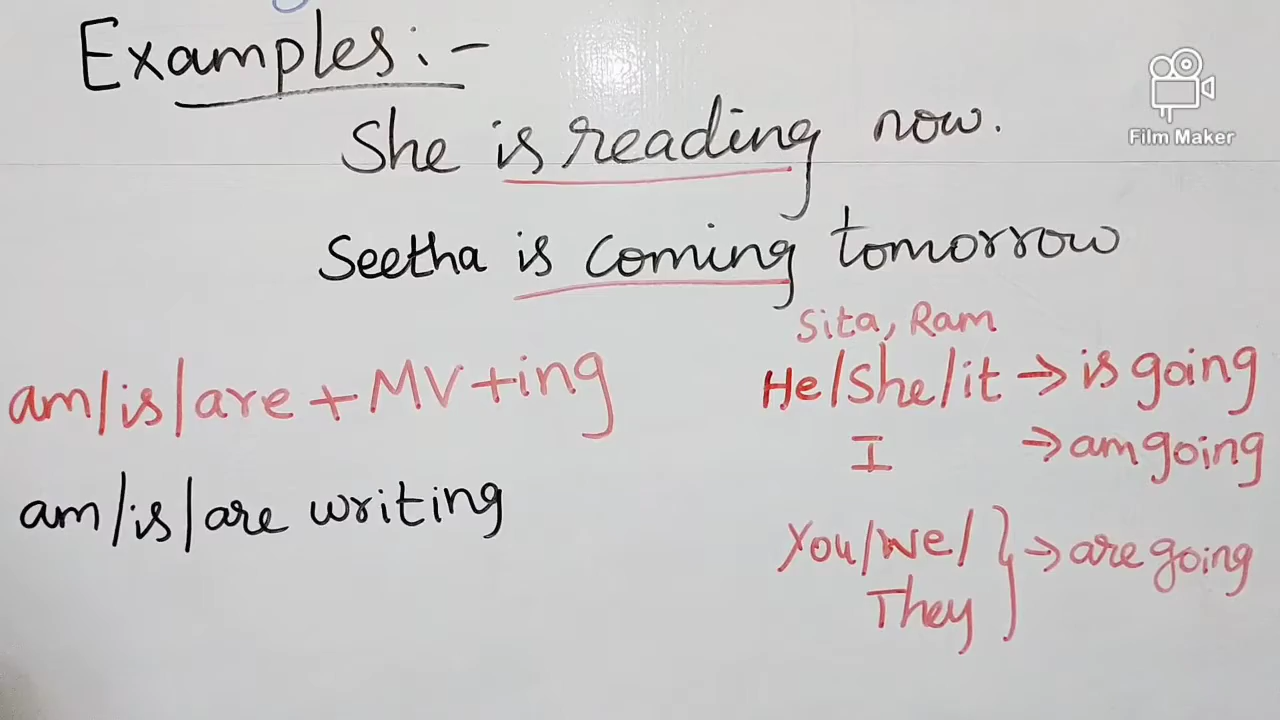 Examples:-
She is reading now.
Seetha is coming tomorrow
am/is/are + MV + ing
am/is/are writing
Sita, Ram
He/She/it → is going
I → am going
You/We/
They } → are going
Film Maker